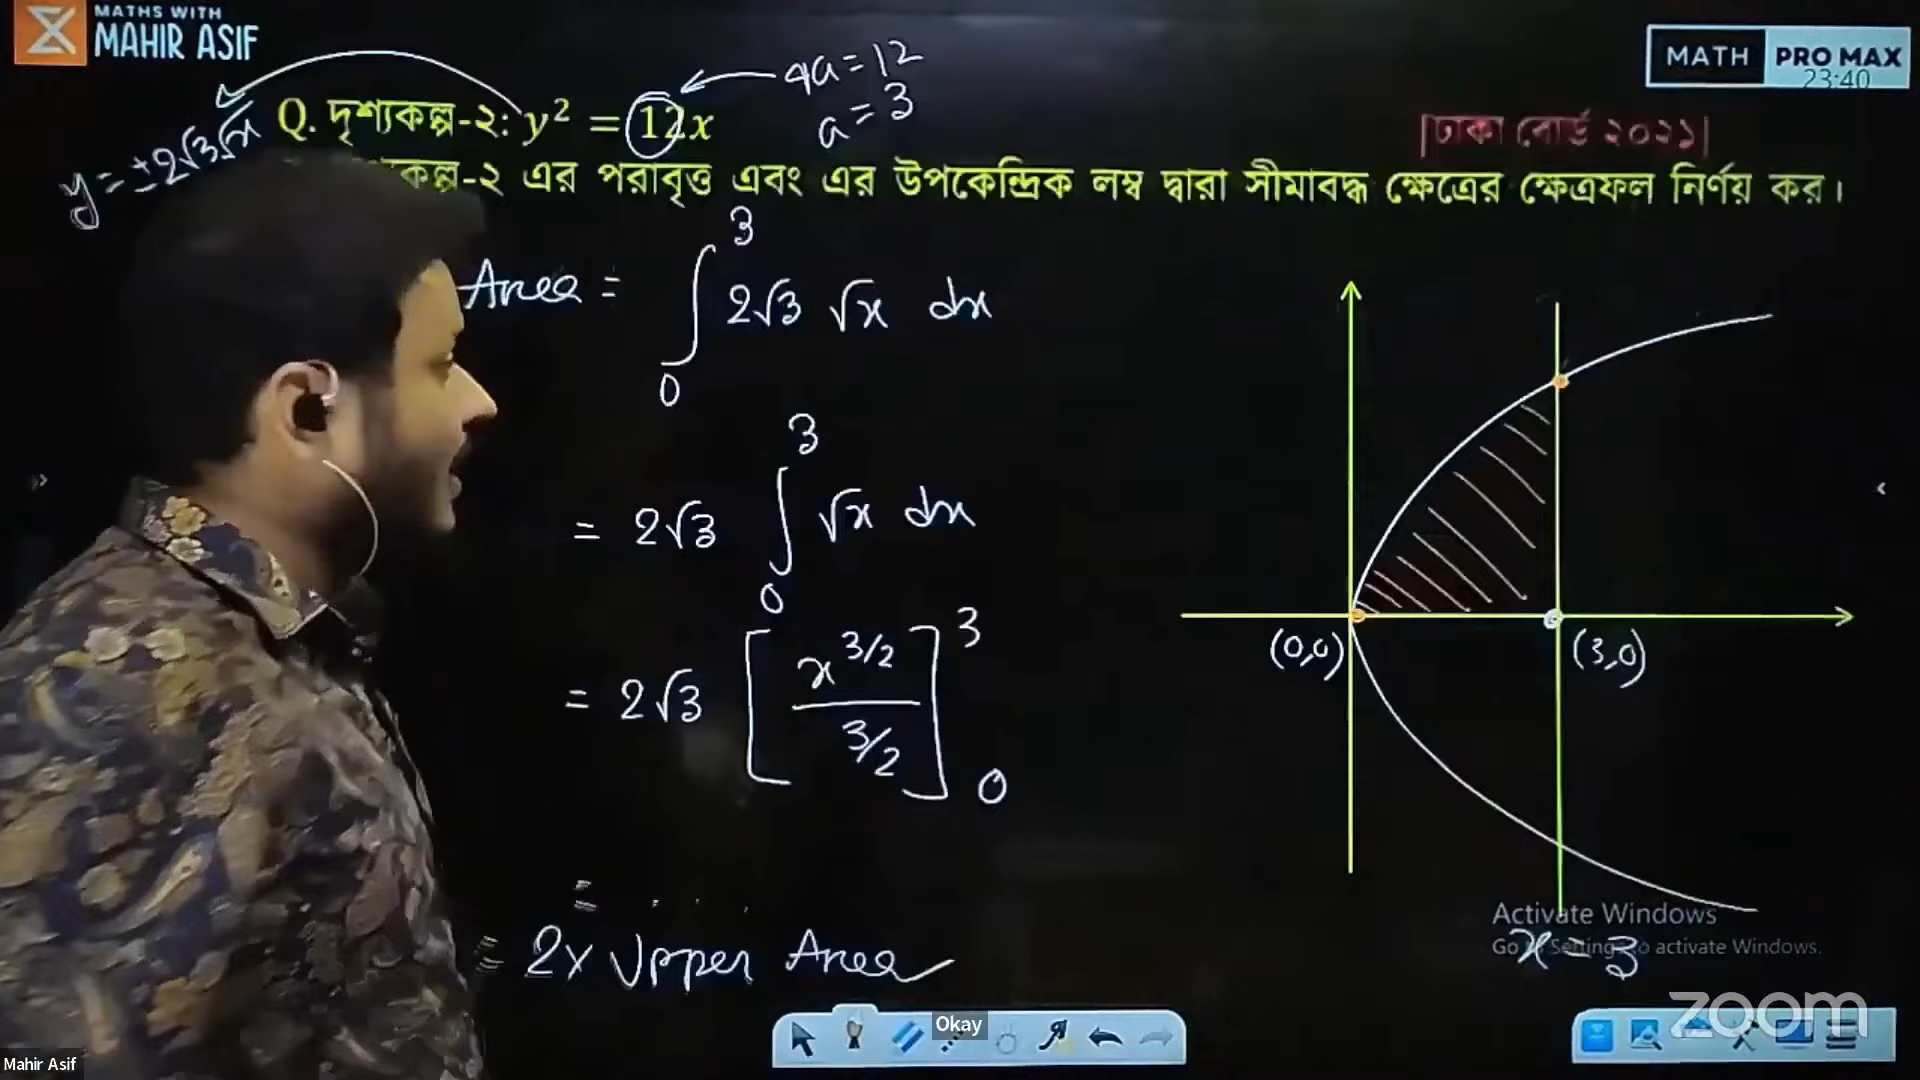 MATHS WITH
MAHIR ASIF
MATH PRO MAX
23:40
4a=12
a=3
Q. দৃশ্যকল্প-২: y² = 12x
[ঢাকা বোর্ড ২০২১]
y=±2√3√x
কল্প-২ এর পরাবৃত্ত এবং এর উপকেন্দ্রিক লম্ব দ্বারা সীমাবদ্ধ ক্ষেত্রের ক্ষেত্রফল নির্ণয় কর।
Area = ∫₀³ 2√3 √x dx
= 2√3 ∫₀³ √x dx
= 2√3 [x^3/2 / 3/2]₀³
(0,0)
(3,0)
= . . .
= 2x Upper Area
x=3
Activate Windows
Go to Settings to activate Windows.
zoom
Okay
Mahir Asif